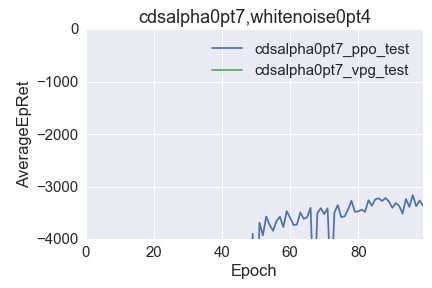 cdsalpha0pt7,whitenoise0pt4
0
cdsalpha0pt7_ppo_test
cdsalpha0pt7_vpg_test
−1000
−2000
−3000
−4000
AverageEpRet
0 20 40 60 80
Epoch